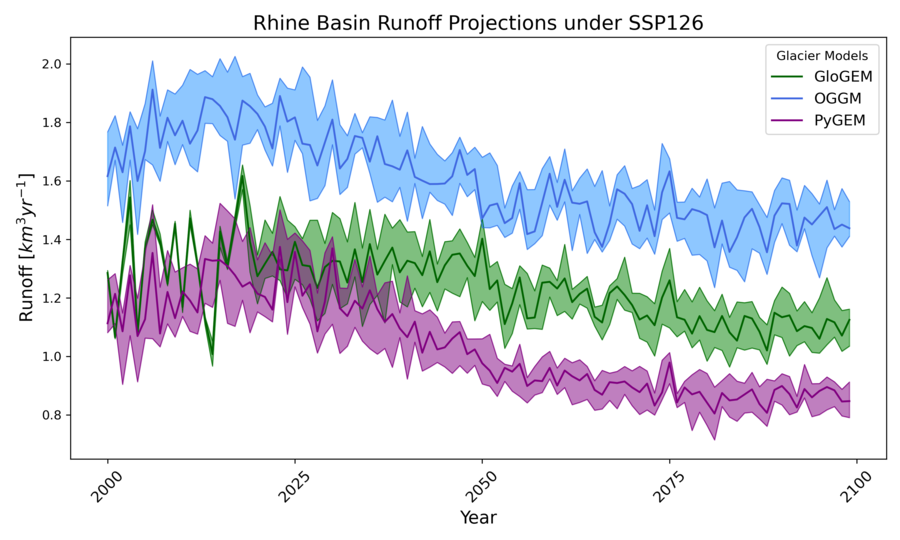 Rhine Basin Runoff Projections under SSP126
Glacier Models
GloGEM
OGGM
PyGEM
Runoff [km³yr⁻¹]
2.0
1.8
1.6
1.4
1.2
1.0
0.8
2000
2025
2050
2075
2100
Year